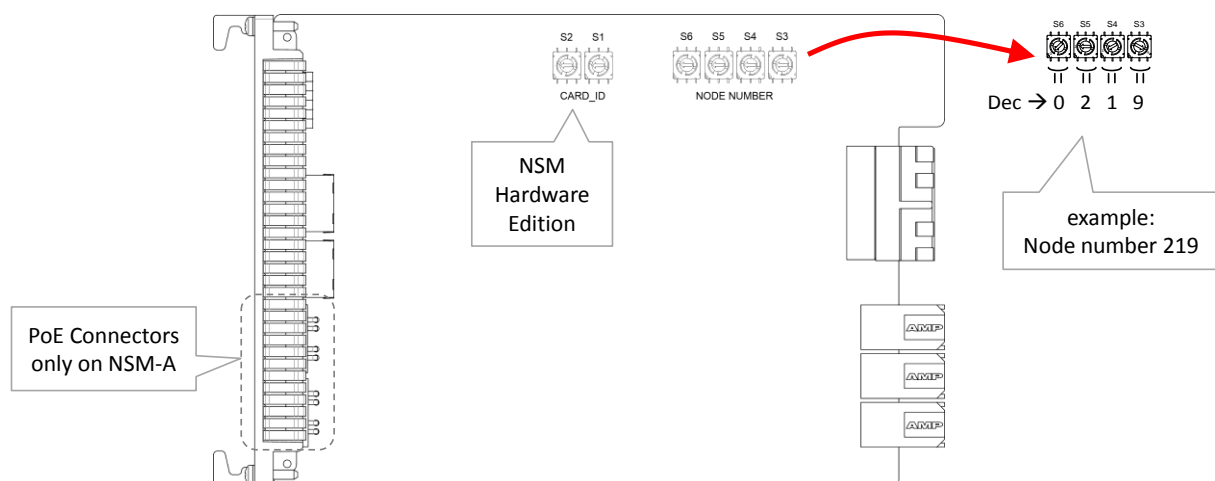 S2 S1
CARD_ID
S6 S5 S4 S3
NODE NUMBER
S6 S5 S4 S3
Dec → 0 2 1 9
NSM
Hardware
Edition
example:
Node number 219
PoE Connectors
only on NSM-A
AMP
AMP
AMP